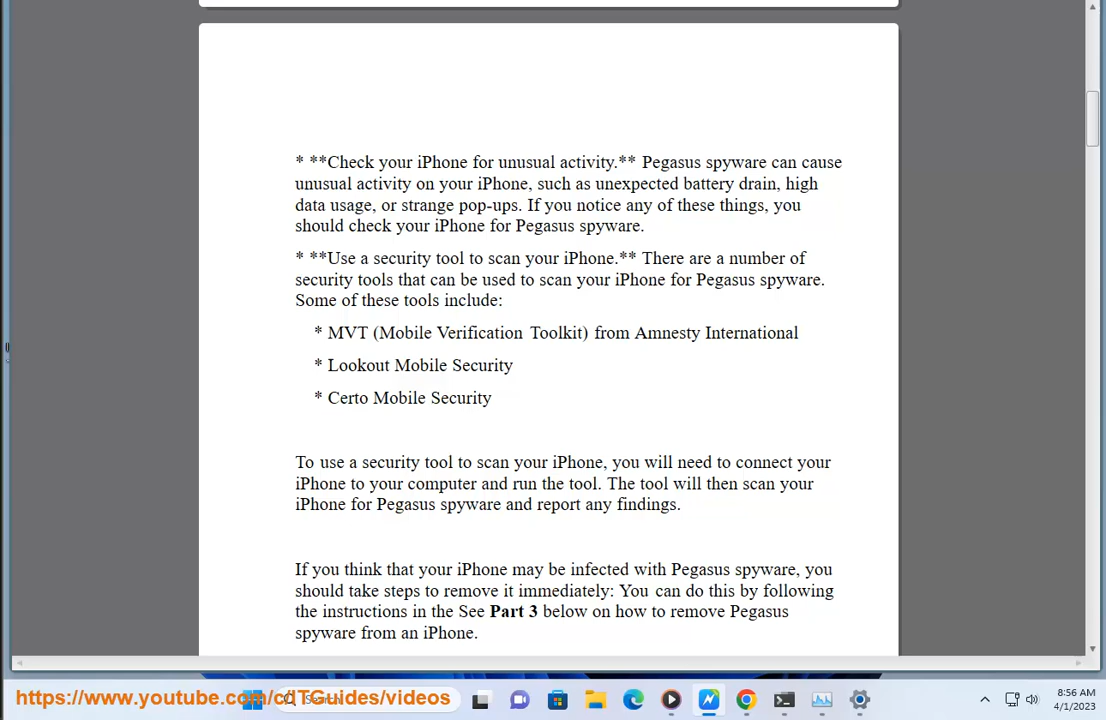 * **Check your iPhone for unusual activity.** Pegasus spyware can cause
unusual activity on your iPhone, such as unexpected battery drain, high
data usage, or strange pop-ups. If you notice any of these things, you
should check your iPhone for Pegasus spyware.
* **Use a security tool to scan your iPhone.** There are a number of
security tools that can be used to scan your iPhone for Pegasus spyware.
Some of these tools include:
* MVT (Mobile Verification Toolkit) from Amnesty International
* Lookout Mobile Security
* Certo Mobile Security
To use a security tool to scan your iPhone, you will need to connect your
iPhone to your computer and run the tool. The tool will then scan your
iPhone for Pegasus spyware and report any findings.
If you think that your iPhone may be infected with Pegasus spyware, you
should take steps to remove it immediately: You can do this by following
the instructions in the See Part 3 below on how to remove Pegasus
spyware from an iPhone.
https://www.youtube.com/c/ITGuides/videos
8:56 AM
4/1/2023